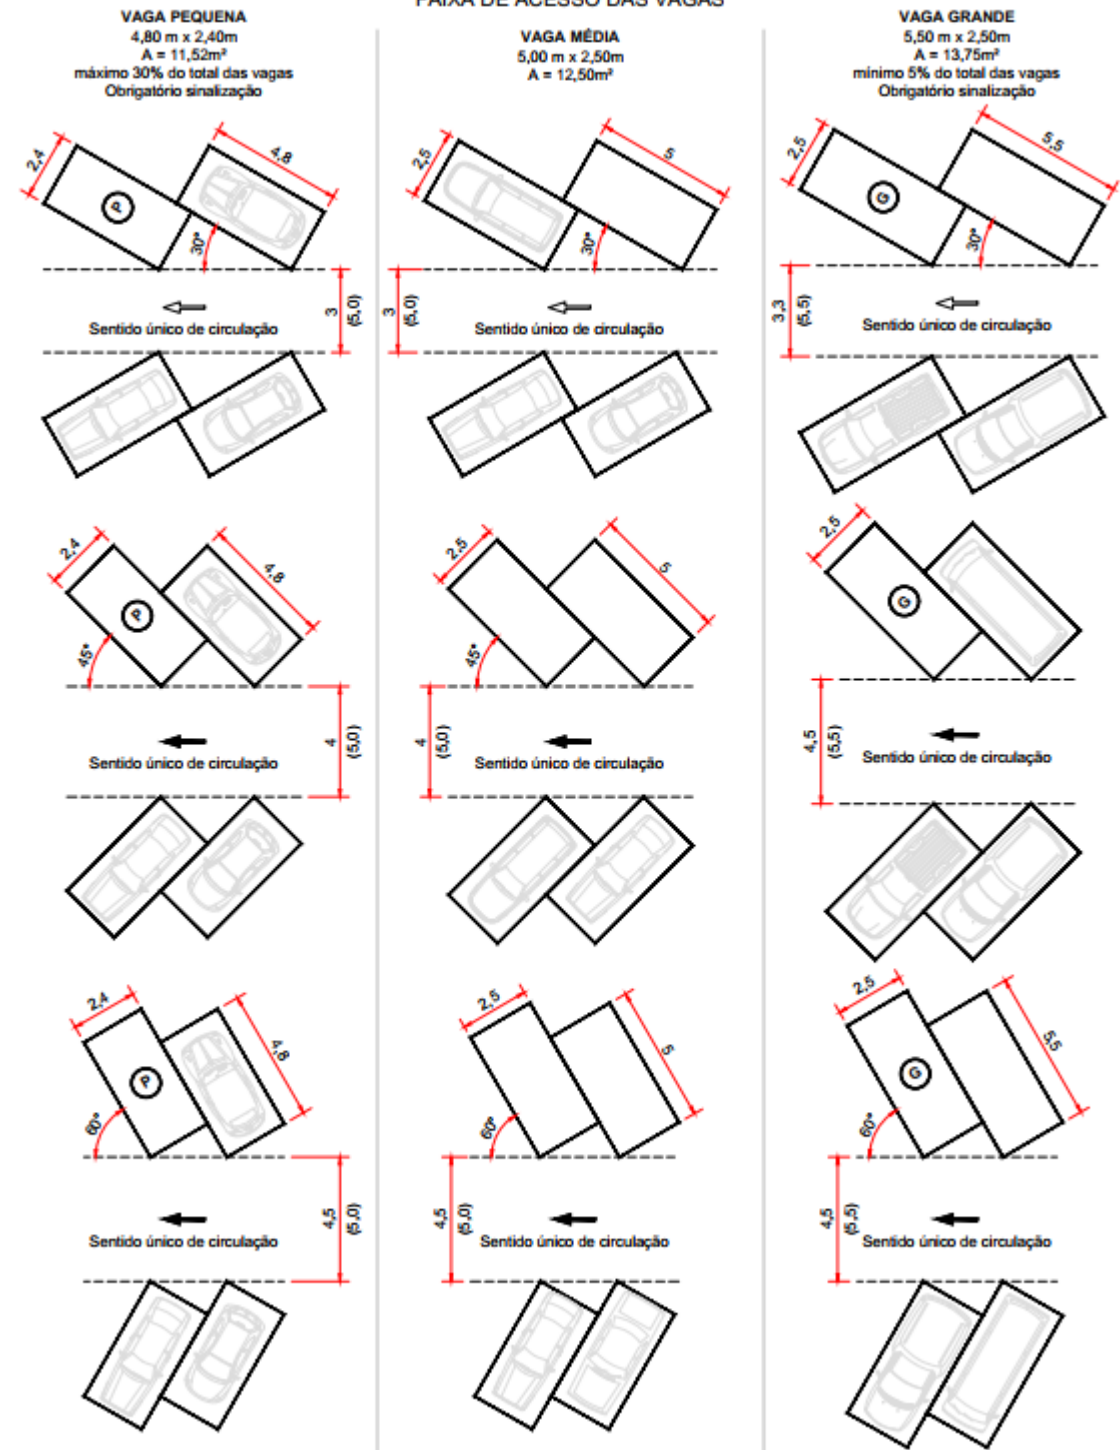 FAIXA DE ACESSO DAS VAGAS
VAGA PEQUENA
4,80 m x 2,40m
A = 11,52m²
máximo 30% do total das vagas
Obrigatório sinalização
VAGA MÉDIA
5,00 m x 2,50m
A = 12,50m²
VAGA GRANDE
5,50 m x 2,50m
A = 13,75m²
mínimo 5% do total das vagas
Obrigatório sinalização
2,4
4,8
P
30°
3
(5,0)
Sentido único de circulação
2,5
5
30°
3
(5,0)
Sentido único de circulação
2,5
5,5
G
30°
3,3
(5,5)
Sentido único de circulação
2,4
4,8
P
45°
4
(5,0)
Sentido único de circulação
2,5
5
45°
4
(5,0)
Sentido único de circulação
2,5
G
4,5
(5,5)
Sentido único de circulação
2,4
4,8
P
60°
4,5
(5,0)
Sentido único de circulação
2,5
5
60°
4,5
(5,0)
Sentido único de circulação
2,5
5,5
G
60°
4,5
(5,5)
Sentido único de circulação